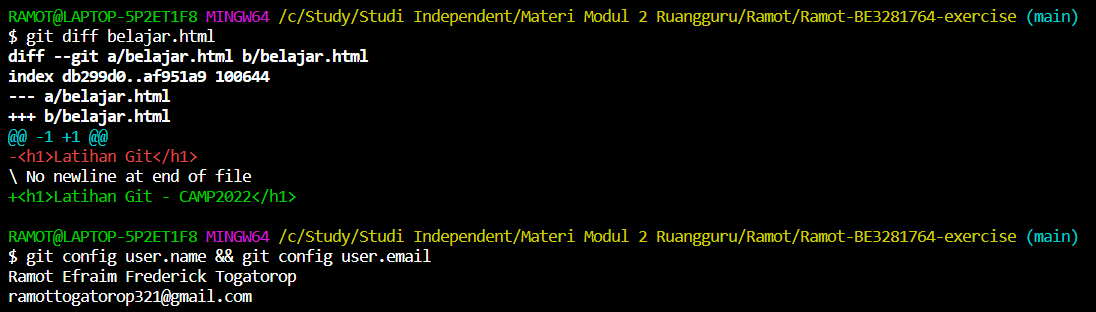 RAMOT@LAPTOP-5P2ET1F8 MINGW64 /c/Study/Studi Independent/Materi Modul 2 Ruangguru/Ramot/Ramot-BE3281764-exercise (main)
$ git diff belajar.html
diff --git a/belajar.html b/belajar.html
index db299d0..af951a9 100644
--- a/belajar.html
+++ b/belajar.html
@@ -1 +1 @@
-<h1>Latihan Git</h1>
\ No newline at end of file
+<h1>Latihan Git - CAMP2022</h1>
RAMOT@LAPTOP-5P2ET1F8 MINGW64 /c/Study/Studi Independent/Materi Modul 2 Ruangguru/Ramot/Ramot-BE3281764-exercise (main)
$ git config user.name && git config user.email
Ramot Efraim Frederick Togatorop
ramottogatorop321@gmail.com